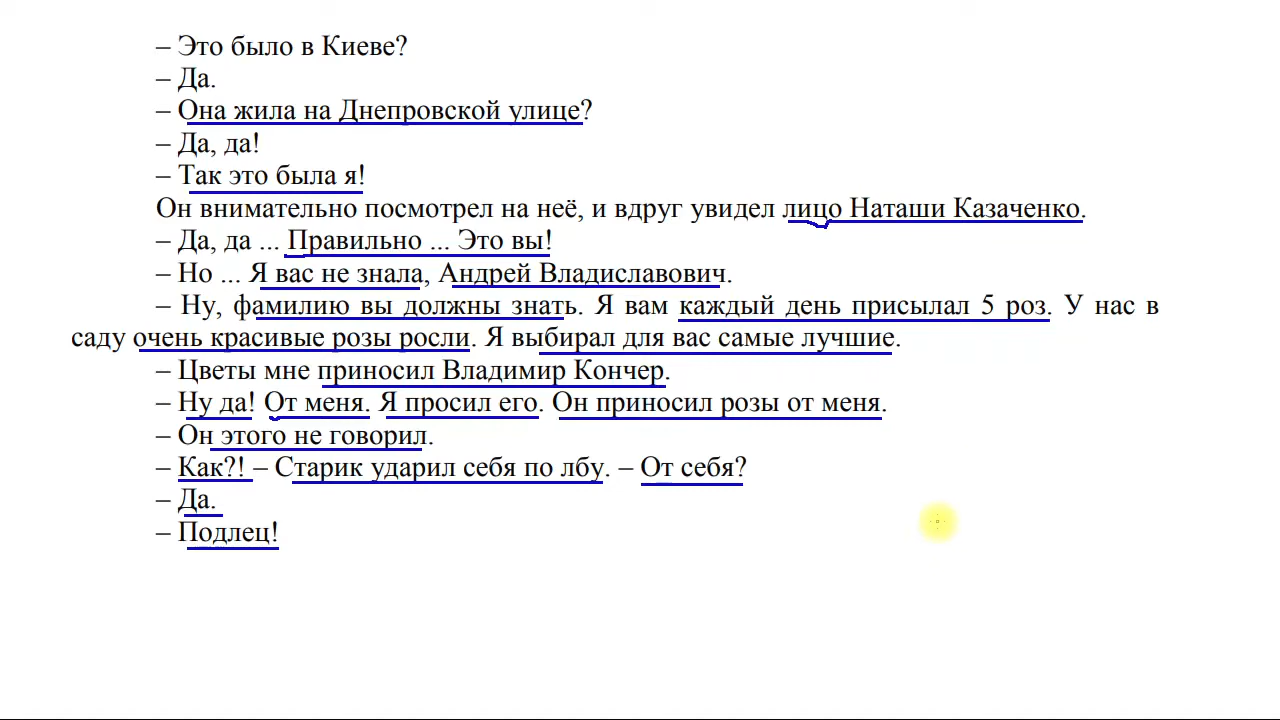 – Это было в Киеве?
– Да.
– Она жила на Днепровской улице?
– Да, да!
– Так это была я!
Он внимательно посмотрел на неё, и вдруг увидел лицо Наташи Казаченко.
– Да, да ... Правильно ... Это вы!
– Но ... Я вас не знала, Андрей Владиславович.
– Ну, фамилию вы должны знать. Я вам каждый день присылал 5 роз. У нас в
саду очень красивые розы росли. Я выбирал для вас самые лучшие.
– Цветы мне приносил Владимир Кончер.
– Ну да! От меня. Я просил его. Он приносил розы от меня.
– Он этого не говорил.
– Как?! – Старик ударил себя по лбу. – От себя?
– Да.
– Подлец!